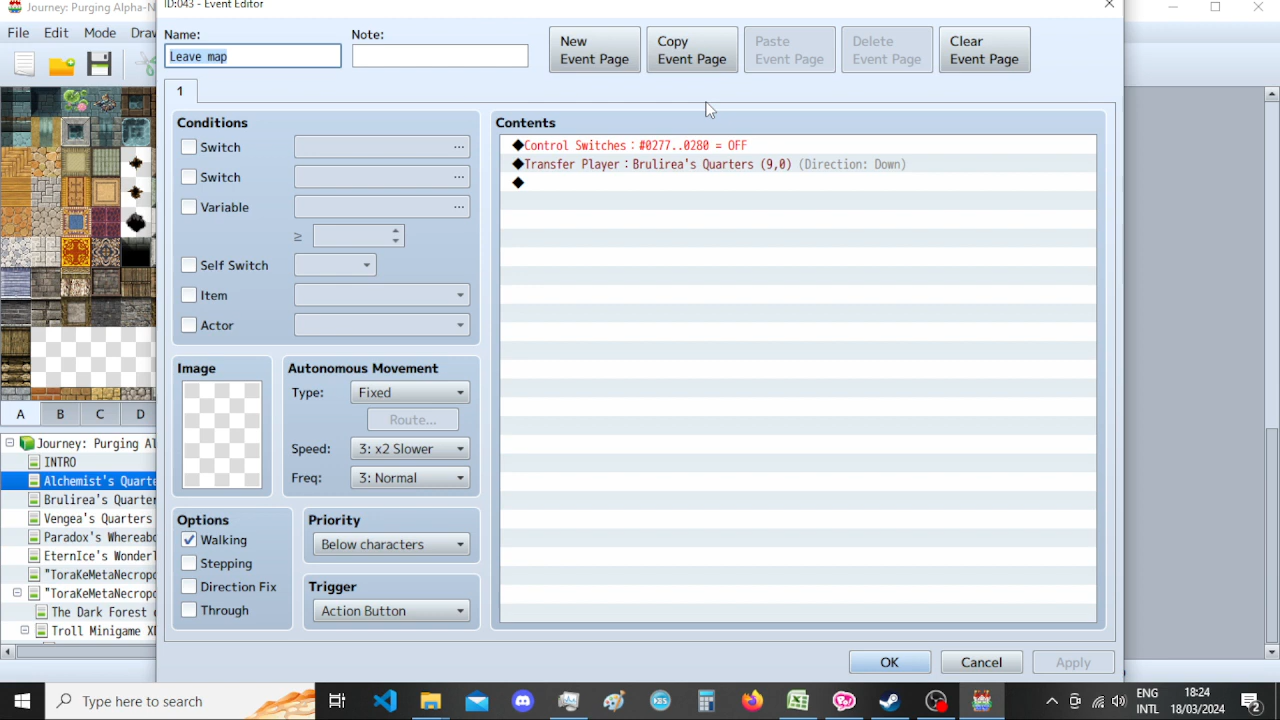 Journey: Purging Alpha-N
ID:043 - Event Editor
File Edit Mode Draw
Name:
Note:
Leave map
New Event Page
Copy Event Page
Paste Event Page
Delete Event Page
Clear Event Page
1
Conditions
Switch ...
Switch ...
Variable ...
≥
Self Switch
Item
Actor
Contents
◆Control Switches：#0277..0280 = OFF
◆Transfer Player：Brulirea's Quarters (9,0) (Direction: Down)
◆
Image
Autonomous Movement
Type: Fixed
Route...
Speed: 3: x2 Slower
Freq: 3: Normal
A B C D
Journey: Purging Al
INTRO
Alchemist's Quarte
Brulirea's Quarter
Vengea's Quarters
Paradox's Whereabo
EternIce's Wonderl
"ToraKeMetaNecropo
"ToraKeMetaNecropo
The Dark Forest
Troll Minigame X
Options
Walking
Stepping
Direction Fix
Through
Priority
Below characters
Trigger
Action Button
OK Cancel Apply
Type here to search
ENG
INTL
18:24
18/03/2024
2